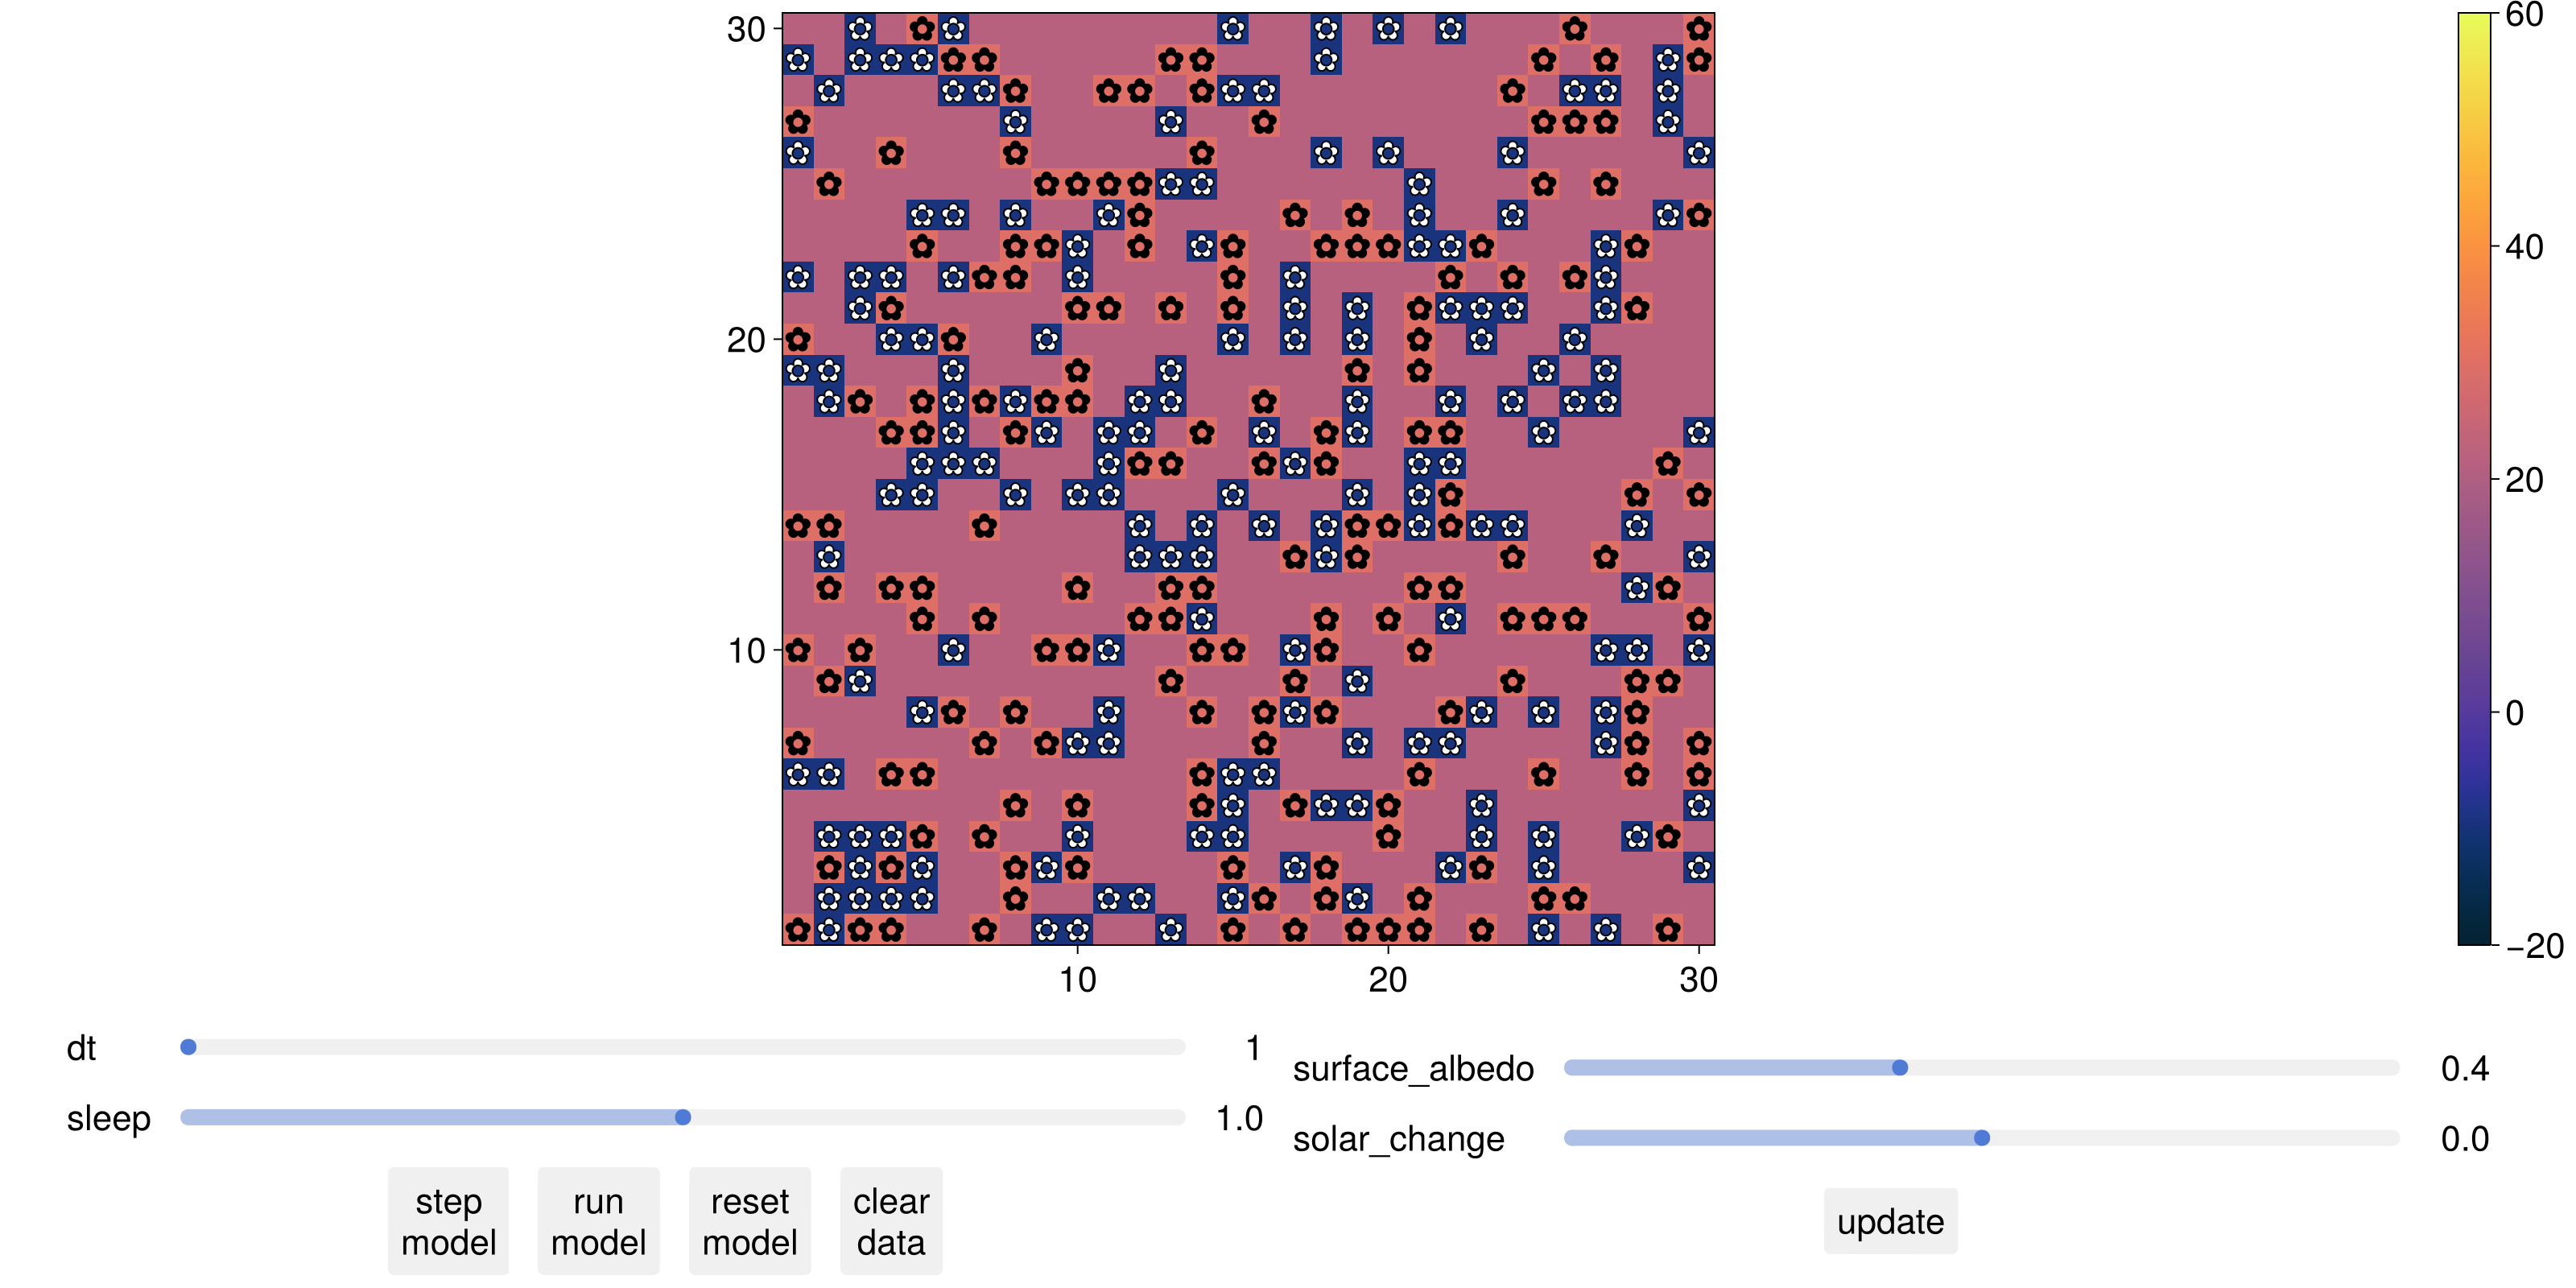 30
20
10
10
20
30
60
40
20
0
−20
dt
1
sleep
1.0
surface_albedo
0.4
solar_change
0.0
step
model
run
model
reset
model
clear
data
update